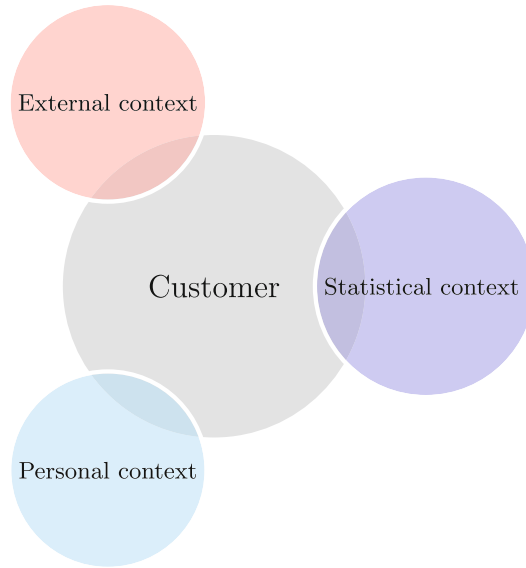 External context
Customer
Statistical context
Personal context